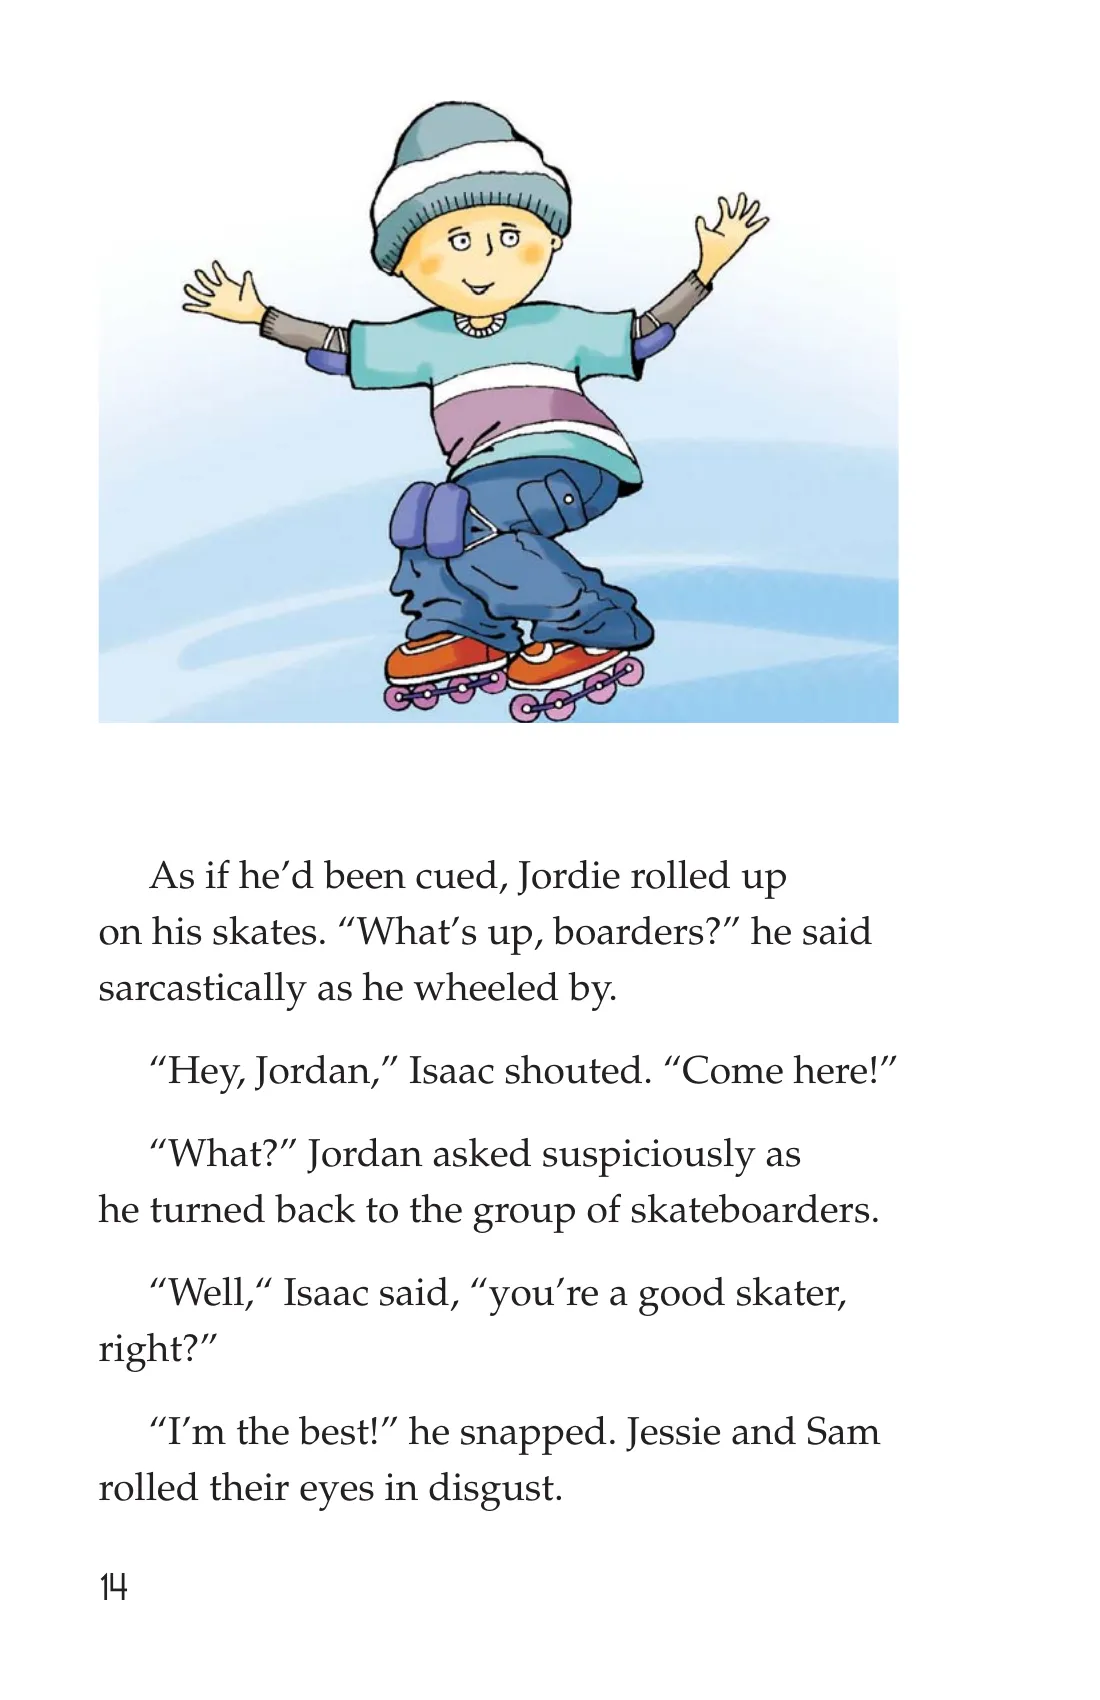 As if he’d been cued, Jordie rolled up
on his skates. “What’s up, boarders?” he said
sarcastically as he wheeled by.
“Hey, Jordan,” Isaac shouted. “Come here!”
“What?” Jordan asked suspiciously as
he turned back to the group of skateboarders.
“Well,“ Isaac said, “you’re a good skater,
right?”
“I’m the best!” he snapped. Jessie and Sam
rolled their eyes in disgust.
14